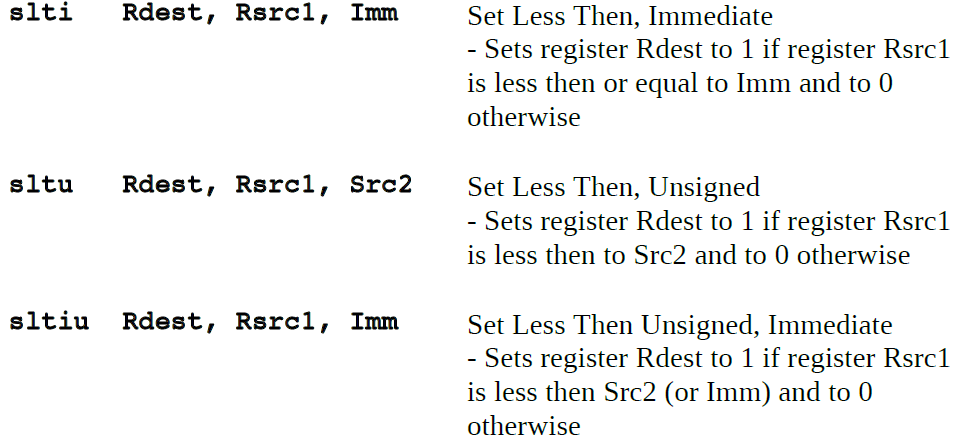 slti Rdest, Rsrc1, Imm Set Less Then, Immediate
- Sets register Rdest to 1 if register Rsrc1
is less then or equal to Imm and to 0
otherwise
sltu Rdest, Rsrc1, Src2 Set Less Then, Unsigned
- Sets register Rdest to 1 if register Rsrc1
is less then to Src2 and to 0 otherwise
sltiu Rdest, Rsrc1, Imm Set Less Then Unsigned, Immediate
- Sets register Rdest to 1 if register Rsrc1
is less then Src2 (or Imm) and to 0
otherwise